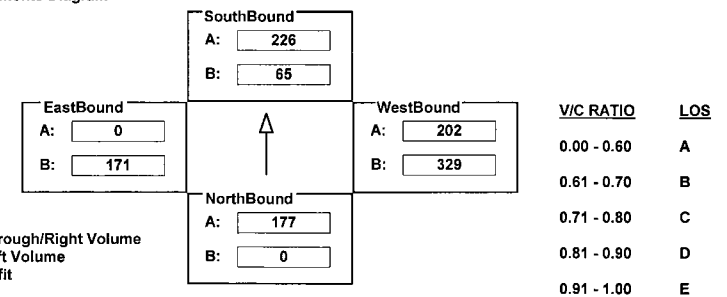 SouthBound
A: 226
B: 65
EastBound
A: 0
B: 171
WestBound
A: 202
B: 329
NorthBound
A: 177
B: 0
V/C RATIO LOS
0.00 - 0.60 A
0.61 - 0.70 B
0.71 - 0.80 C
0.81 - 0.90 D
0.91 - 1.00 E
rough/Right Volume
ft Volume
fit